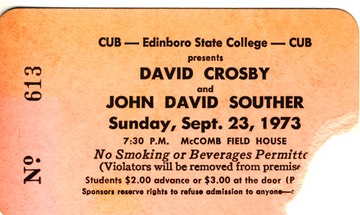 CUB — Edinboro State College — CUB
presents
DAVID CROSBY
and
JOHN DAVID SOUTHER
Sunday, Sept. 23, 1973
7:30 P.M. McCOMB FIELD HOUSE
No Smoking or Beverages Permitte
(Violators will be removed from premise
Students $2.00 advance or $3.00 at the door (P
Sponsors reserve rights to refuse admission to anyone—
No 613